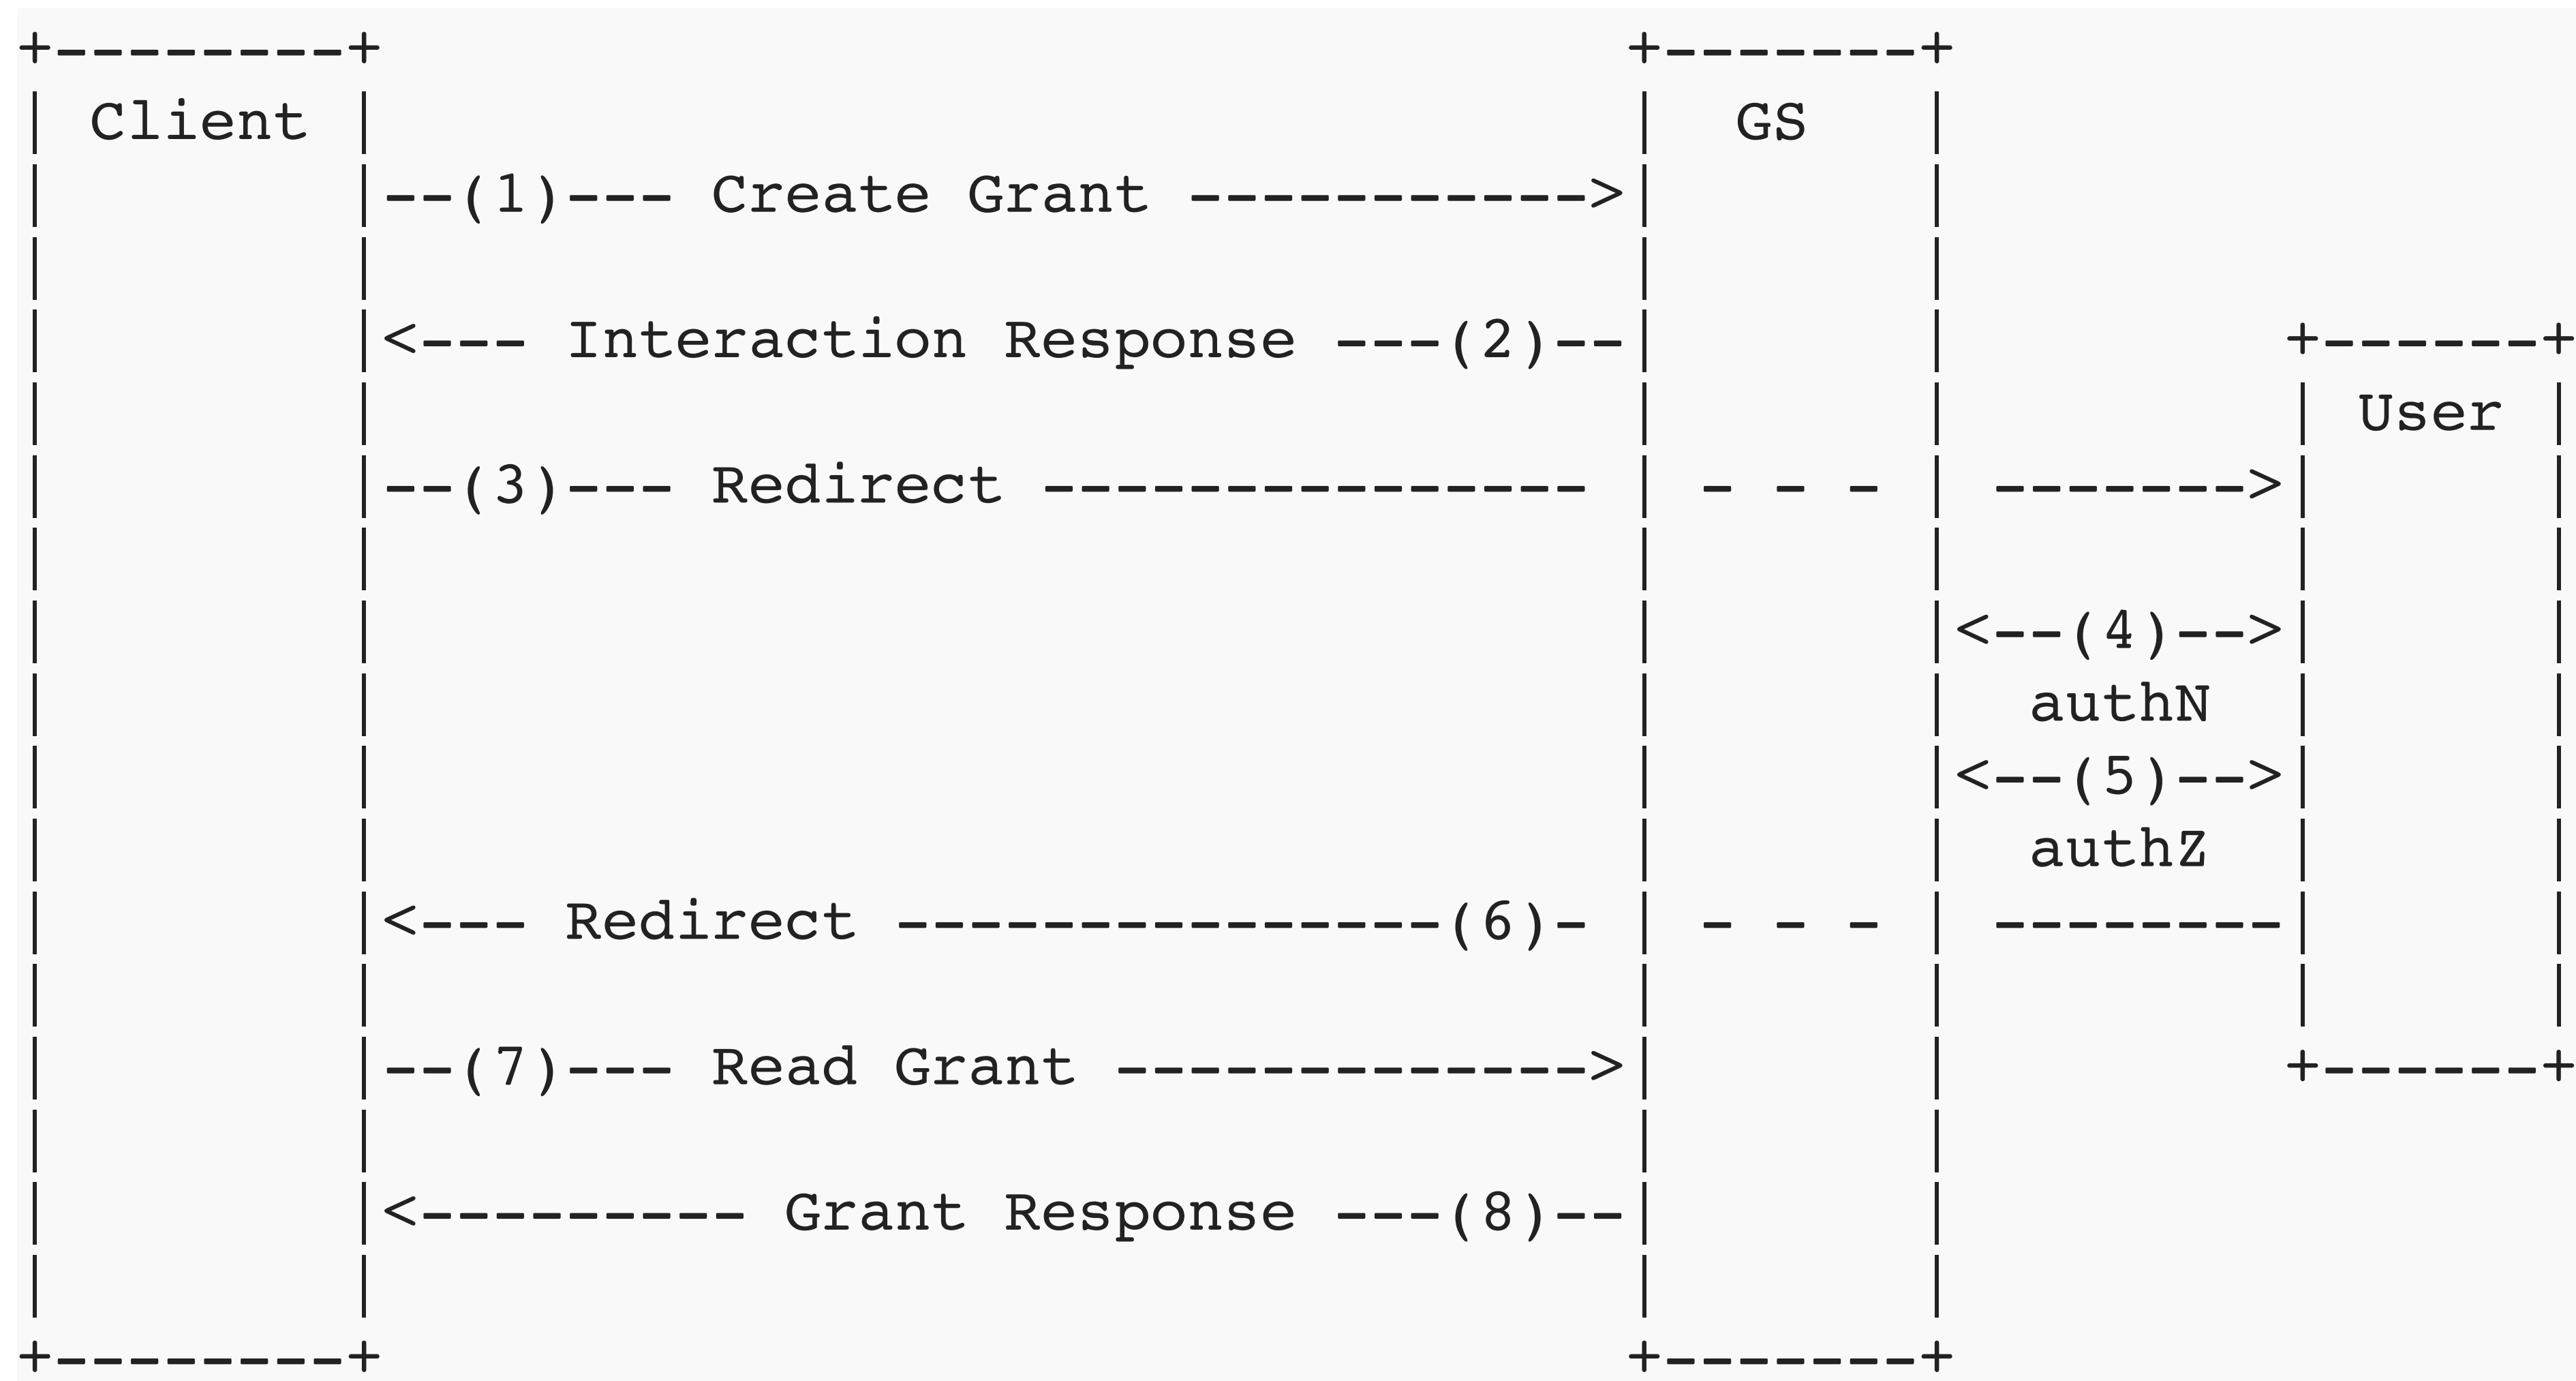 +--------+                                  +-------+
|        |                                  |       |
| Client |                                  |  GS   |
|        |--(1)--- Create Grant ----------->|       |
|        |                                  |       |
|        |<--- Interaction Response ---(2)--|       |         +------+
|        |                                  |       |         | User |
|        |--(3)--- Redirect --------------- | - - - | ------->|      |
|        |                                  |       |         |      |
|        |                                  |       |<--(4)-->|      |
|        |                                  |       |  authN  |      |
|        |                                  |       |<--(5)-->|      |
|        |                                  |       |  authZ  |      |
|        |<--- Redirect ---------------(6)- | - - - | --------|      |
|        |                                  |       |         |      |
|        |--(7)--- Read Grant ------------->|       |         +------+
|        |                                  |       |
|        |<--------- Grant Response ---(8)--|       |
|        |                                  |       |
+--------+                                  +-------+